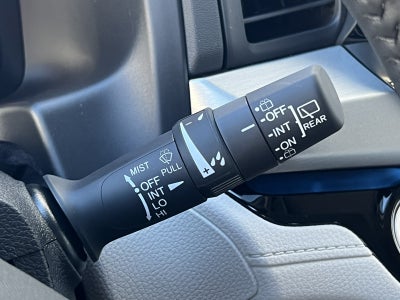 MIST
PULL
OFF
INT
LO
HI
OFF
INT
ON
REAR